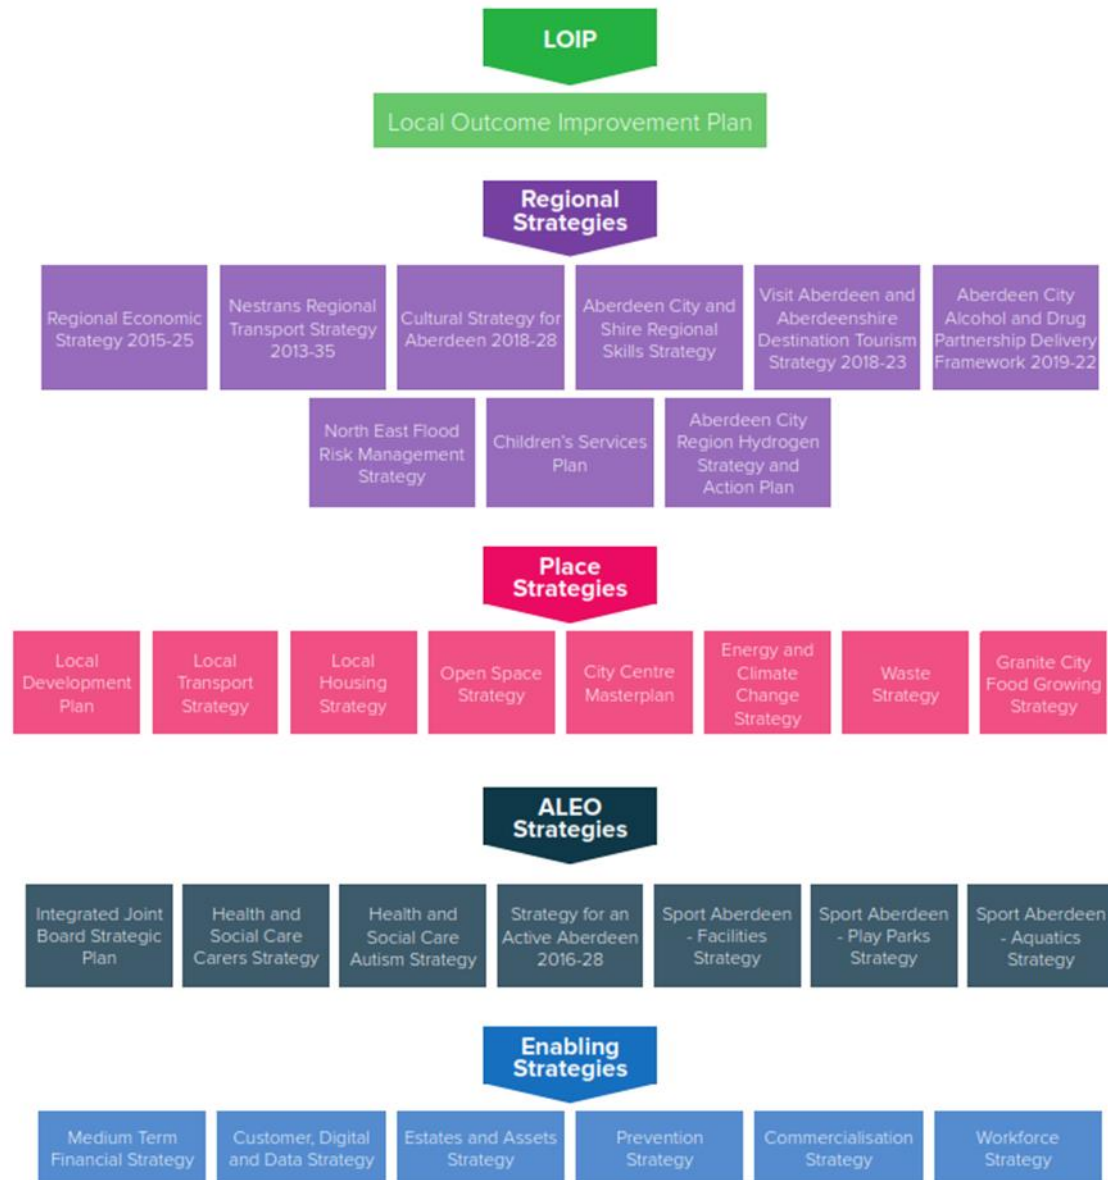 LOIP
Local Outcome Improvement Plan
Regional
Strategies
Regional Economic
Strategy 2015-25
Nestrans Regional
Transport Strategy
2013-35
Cultural Strategy for
Aberdeen 2018-28
Aberdeen City and
Shire Regional
Skills Strategy
Visit Aberdeen and
Aberdeenshire
Destination Tourism
Strategy 2018-23
Aberdeen City
Alcohol and Drug
Partnership Delivery
Framework 2019-22
North East Flood
Risk Management
Strategy
Children's Services
Plan
Aberdeen City
Region Hydrogen
Strategy and
Action Plan
Place
Strategies
Local
Development
Plan
Local
Transport
Strategy
Local
Housing
Strategy
Open Space
Strategy
City Centre
Masterplan
Energy and
Climate
Change
Strategy
Waste
Strategy
Granite City
Food Growing
Strategy
ALEO
Strategies
Integrated Joint
Board Strategic
Plan
Health and
Social Care
Carers Strategy
Health and
Social Care
Autism Strategy
Strategy for an
Active Aberdeen
2016-28
Sport Aberdeen
- Facilities
Strategy
Sport Aberdeen
- Play Parks
Strategy
Sport Aberdeen
- Aquatics
Strategy
Enabling
Strategies
Medium Term
Financial Strategy
Customer, Digital
and Data Strategy
Estates and Assets
Strategy
Prevention
Strategy
Commercialisation
Strategy
Workforce
Strategy